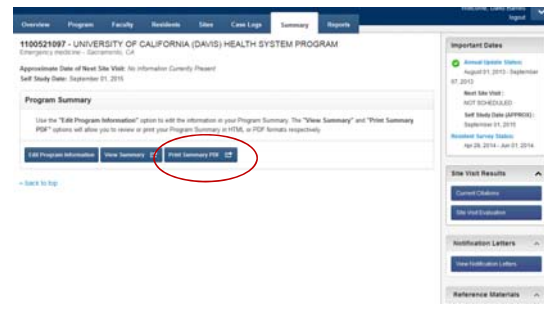 Welcome, David Barnes
logout
Overview Program Faculty Residents Sites Case Logs Summary Reports
1100521097 - UNIVERSITY OF CALIFORNIA (DAVIS) HEALTH SYSTEM PROGRAM
Emergency medicine - Sacramento, CA
Approximate Date of Next Site Visit: No Information Currently Present
Self Study Date: September 01, 2015
Program Summary
Use the "Edit Program Information" option to edit the information in your Program Summary. The "View Summary" and "Print Summary
PDF" options will allow you to review or print your Program Summary in HTML or PDF formats respectively.
Edit Program Information View Summary Print Summary PDF
« back to top
Important Dates
Annual Update Status:
August 01, 2013 - September
07, 2013
Next Site Visit :
NOT SCHEDULED
Self Study Date (APPROX) :
September 01, 2015
Resident Survey Status:
Apr 28, 2014 - Jun 01, 2014
Site Visit Results
Current Citations
Site Visit Evaluation
Notification Letters
View Notification Letters
Reference Materials